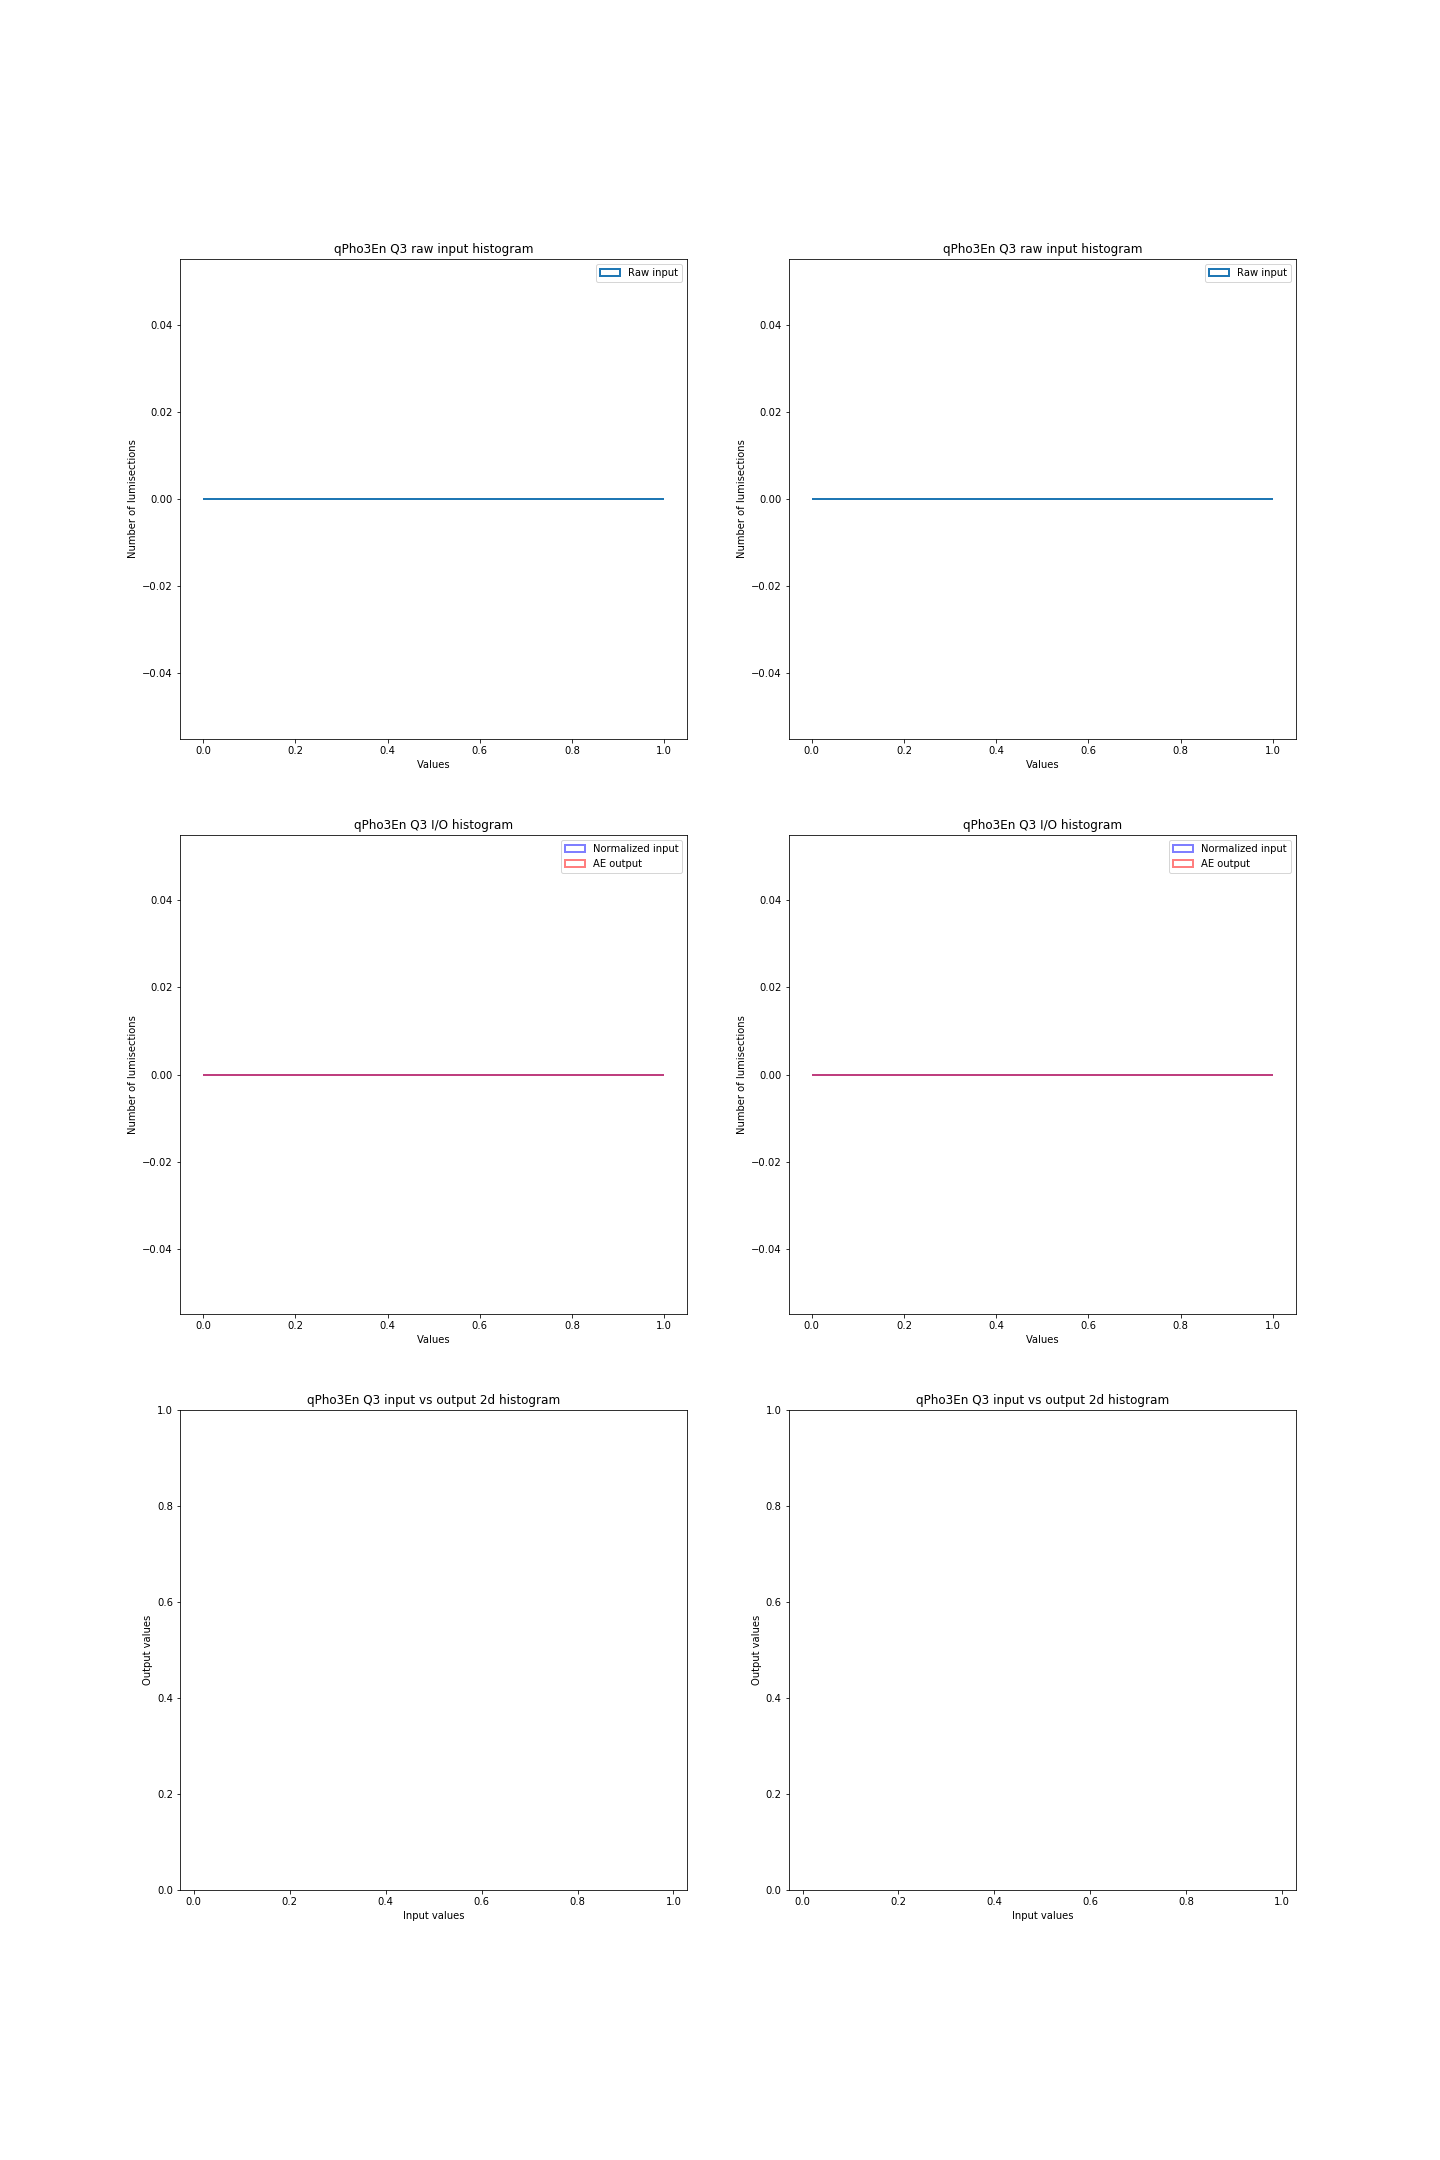 qPho3En Q3 raw input histogram
Raw input
0.04
0.02
0.00
−0.02
−0.04
Number of lumisections
0.0 0.2 0.4 0.6 0.8 1.0
Values
qPho3En Q3 raw input histogram
Raw input
0.04
0.02
0.00
−0.02
−0.04
Number of lumisections
0.0 0.2 0.4 0.6 0.8 1.0
Values
qPho3En Q3 I/O histogram
Normalized input
AE output
0.04
0.02
0.00
−0.02
−0.04
Number of lumisections
0.0 0.2 0.4 0.6 0.8 1.0
Values
qPho3En Q3 I/O histogram
Normalized input
AE output
0.04
0.02
0.00
−0.02
−0.04
Number of lumisections
0.0 0.2 0.4 0.6 0.8 1.0
Values
qPho3En Q3 input vs output 2d histogram
1.0
0.8
0.6
0.4
0.2
0.0
Output values
0.0 0.2 0.4 0.6 0.8 1.0
Input values
qPho3En Q3 input vs output 2d histogram
1.0
0.8
0.6
0.4
0.2
0.0
Output values
0.0 0.2 0.4 0.6 0.8 1.0
Input values